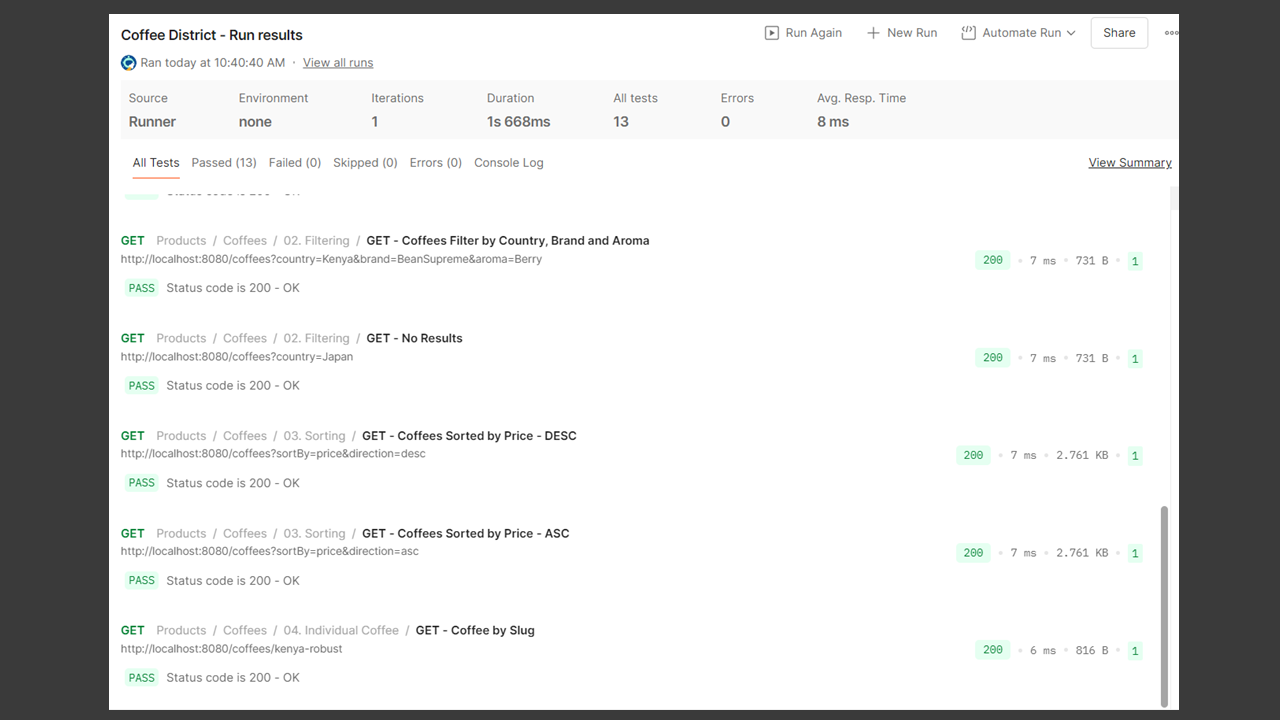 Coffee District - Run results
Run Again
New Run
Automate Run
Share
Ran today at 10:40:40 AM · View all runs
Source Environment Iterations Duration All tests Errors Avg. Resp. Time
Runner none 1 1s 668ms 13 0 8 ms
All Tests Passed (13) Failed (0) Skipped (0) Errors (0) Console Log View Summary
Status code is 200 - OK
GET Products / Coffees / 02. Filtering / GET - Coffees Filter by Country, Brand and Aroma
http://localhost:8080/coffees?country=Kenya&brand=BeanSupreme&aroma=Berry
200 • 7 ms • 731 B • 1
PASS Status code is 200 - OK
GET Products / Coffees / 02. Filtering / GET - No Results
http://localhost:8080/coffees?country=Japan
200 • 7 ms • 731 B • 1
PASS Status code is 200 - OK
GET Products / Coffees / 03. Sorting / GET - Coffees Sorted by Price - DESC
http://localhost:8080/coffees?sortBy=price&direction=desc
200 • 7 ms • 2.761 KB • 1
PASS Status code is 200 - OK
GET Products / Coffees / 03. Sorting / GET - Coffees Sorted by Price - ASC
http://localhost:8080/coffees?sortBy=price&direction=asc
200 • 7 ms • 2.761 KB • 1
PASS Status code is 200 - OK
GET Products / Coffees / 04. Individual Coffee / GET - Coffee by Slug
http://localhost:8080/coffees/kenya-robust
200 • 6 ms • 816 B • 1
PASS Status code is 200 - OK